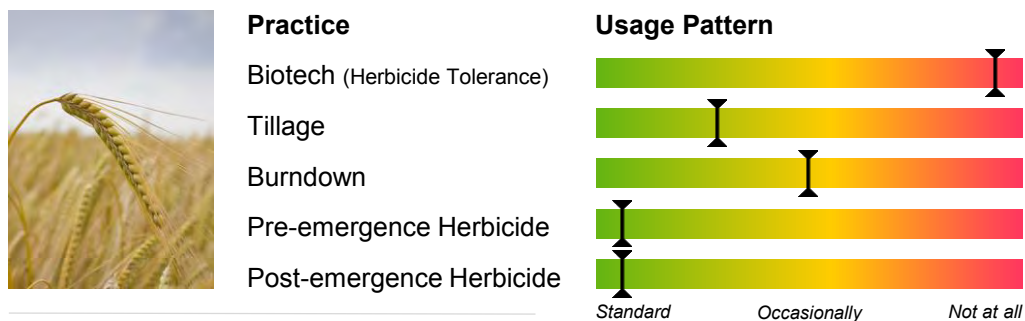 Practice Usage Pattern
Biotech (Herbicide Tolerance)
Tillage
Burndown
Pre-emergence Herbicide
Post-emergence Herbicide
Standard Occasionally Not at all